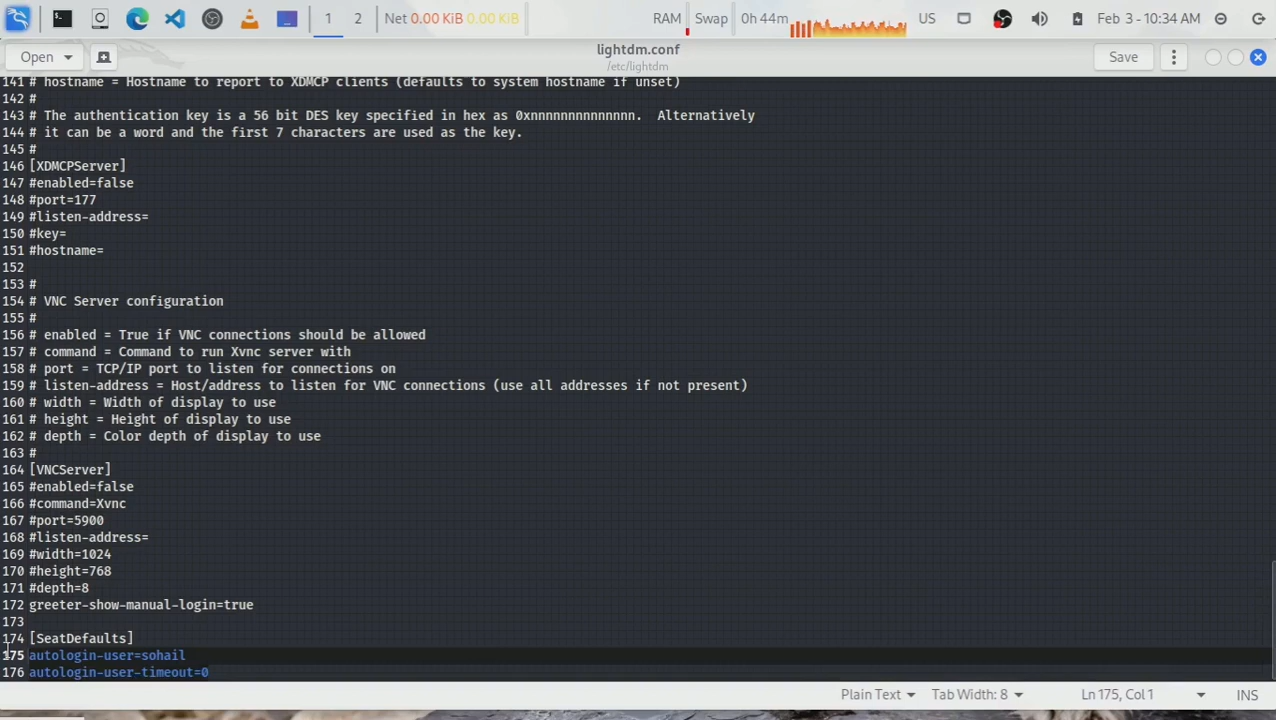 1 2 Net 0.00 KiB 0.00 KiB RAM Swap 0h 44m US Feb 3 - 10:34 AM
Open lightdm.conf Save
/etc/lightdm
141 # hostname = Hostname to report to XDMCP clients (defaults to system hostname if unset)
142 #
143 # The authentication key is a 56 bit DES key specified in hex as 0xnnnnnnnnnnnnnn.  Alternatively
144 # it can be a word and the first 7 characters are used as the key.
145 #
146 [XDMCPServer]
147 #enabled=false
148 #port=177
149 #listen-address=
150 #key=
151 #hostname=
152
153 #
154 # VNC Server configuration
155 #
156 # enabled = True if VNC connections should be allowed
157 # command = Command to run Xvnc server with
158 # port = TCP/IP port to listen for connections on
159 # listen-address = Host/address to listen for VNC connections (use all addresses if not present)
160 # width = Width of display to use
161 # height = Height of display to use
162 # depth = Color depth of display to use
163 #
164 [VNCServer]
165 #enabled=false
166 #command=Xvnc
167 #port=5900
168 #listen-address=
169 #width=1024
170 #height=768
171 #depth=8
172 greeter-show-manual-login=true
173
174 [SeatDefaults]
175 autologin-user=sohail
176 autologin-user-timeout=0
Plain Text Tab Width: 8 Ln 175, Col 1 INS